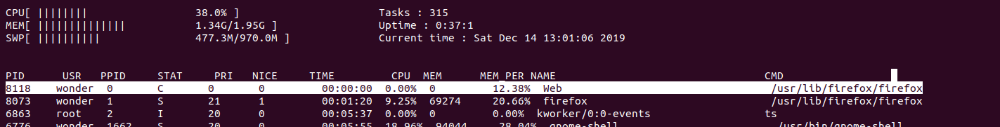 CPU[ |||||||| 38.0% ] Tasks : 315
MEM[ |||||||||||||| 1.34G/1.95G ] Uptime : 0:37:1
SWP[ |||||||||| 477.3M/970.0M ] Current time : Sat Dec 14 13:01:06 2019
PID USR PPID STAT PRI NICE TIME CPU MEM MEM_PER NAME CMD
8118 wonder 0 C 0 0 00:00:00 0.00% 0 12.38% Web /usr/lib/firefox/firefox
8073 wonder 1 S 21 1 00:01:20 9.25% 69274 20.66% firefox /usr/lib/firefox/firefox
6863 root 2 I 20 0 00:05:37 0.00% 0 0.00% kworker/0:0-events ts
6776 wonder 1662 S 20 0 00:05:55 18.96% 94044 28.04% gnome-shell /usr/bin/gnome-shell